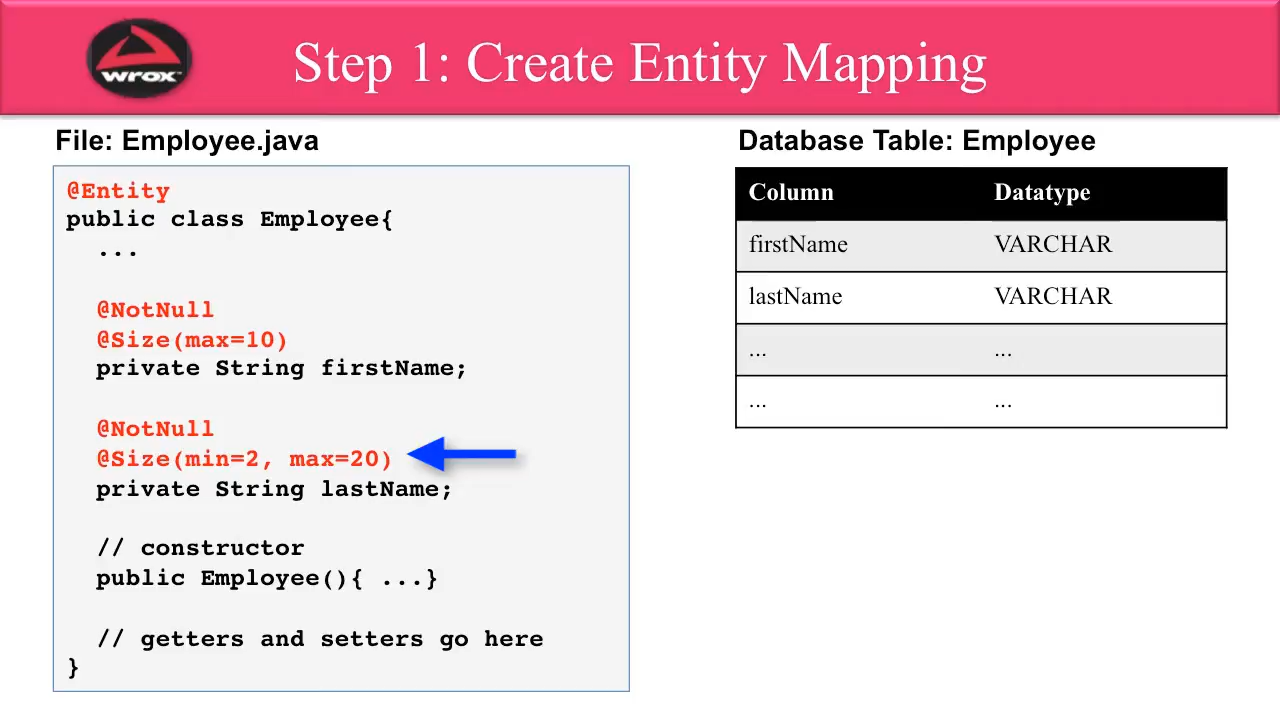 wrox™
Step 1: Create Entity Mapping
File: Employee.java
@Entity
public class Employee{
...
@NotNull
@Size(max=10)
private String firstName;
@NotNull
@Size(min=2, max=20)
private String lastName;
// constructor
public Employee(){ ...}
// getters and setters go here
}
Database Table: Employee
Column Datatype
firstName VARCHAR
lastName VARCHAR
... ...
... ...